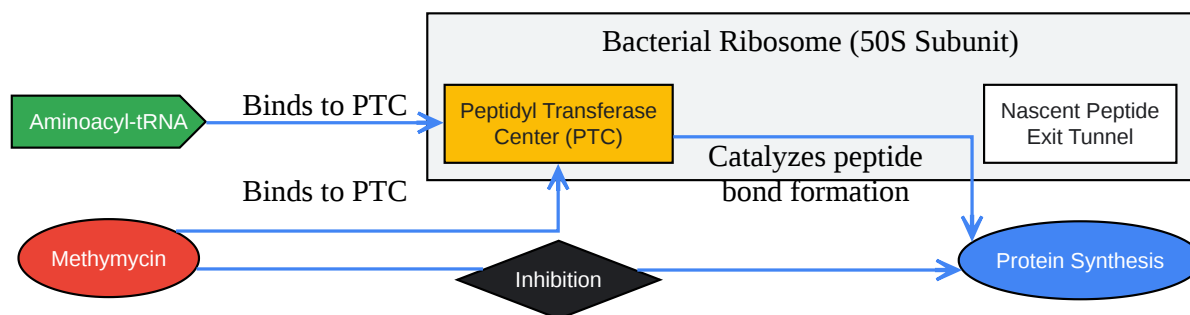 Bacterial Ribosome (50S Subunit)
Aminoacyl-tRNA
Binds to PTC
Peptidyl Transferase
Center (PTC)
Nascent Peptide
Exit Tunnel
Catalyzes peptide
bond formation
Binds to PTC
Methymycin
Inhibition
Protein Synthesis